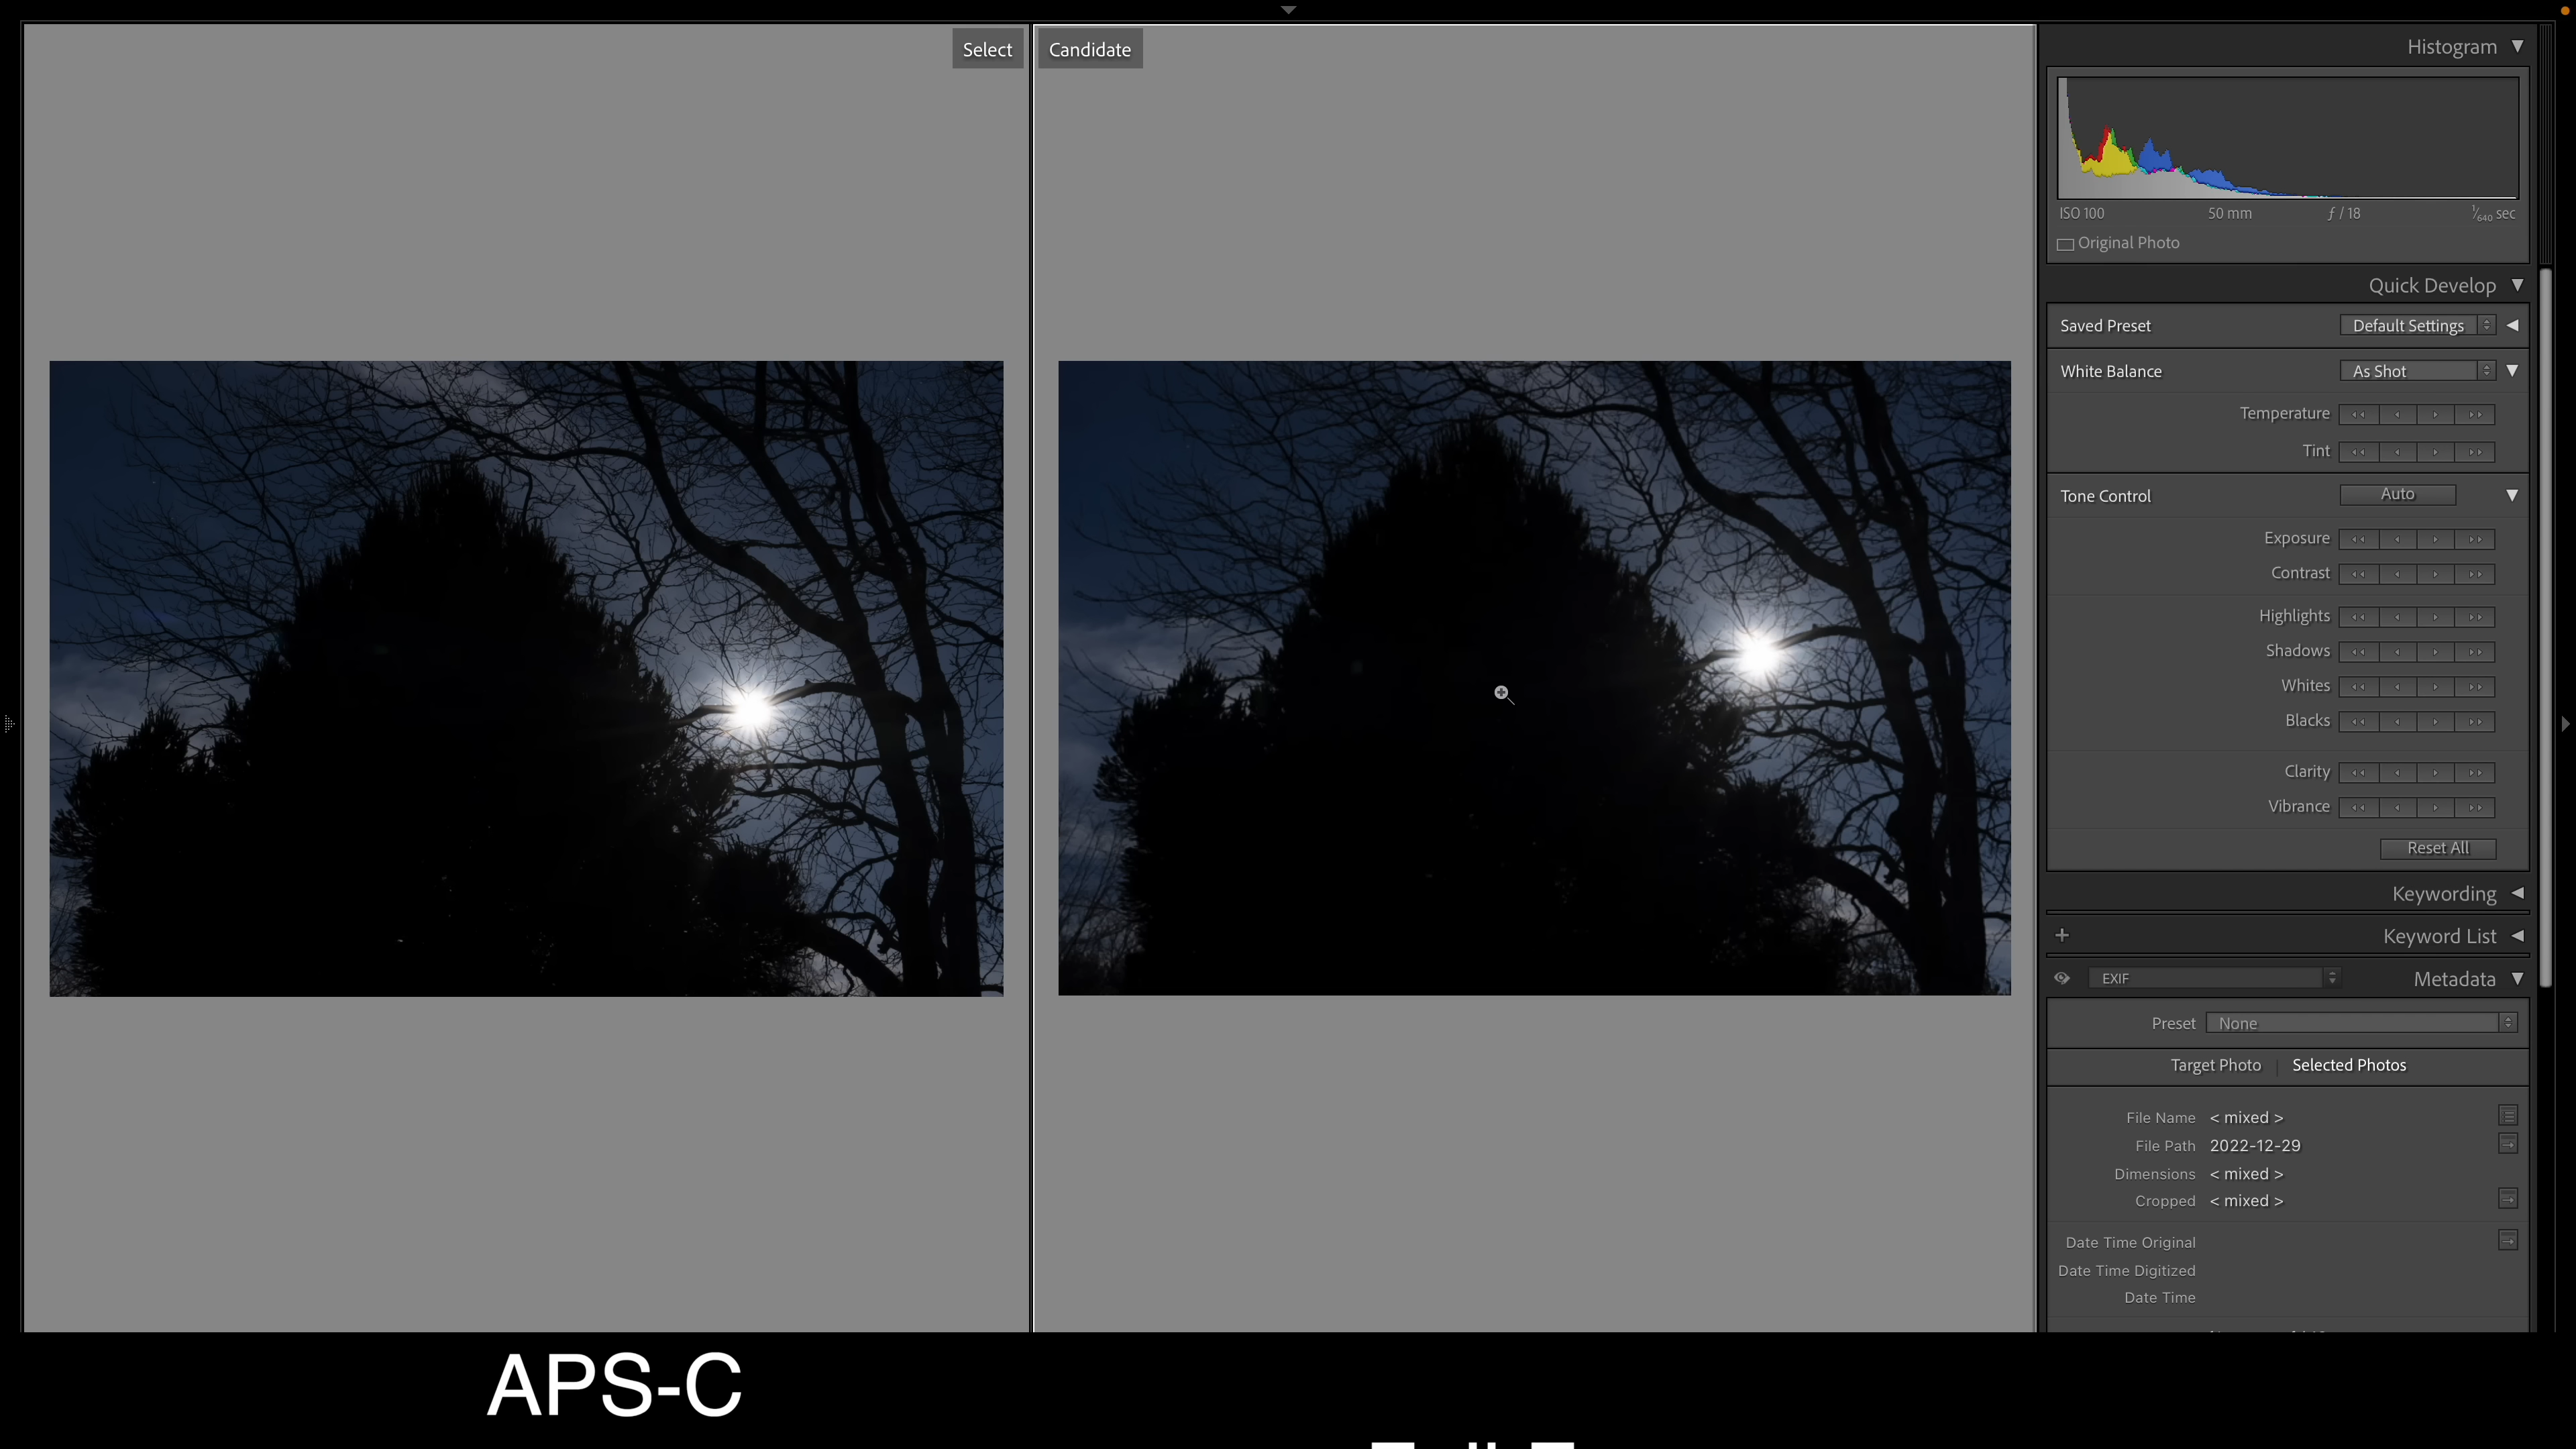 Select
Candidate
Histogram
ISO 100 50 mm ƒ / 18 1/640 sec
Original Photo
Quick Develop
Saved Preset Default Settings
White Balance As Shot
Temperature
Tint
Tone Control Auto
Exposure
Contrast
Highlights
Shadows
Whites
Blacks
Clarity
Vibrance
Reset All
Keywording
+ Keyword List
EXIF Metadata
Preset None
Target Photo Selected Photos
File Name < mixed >
File Path 2022-12-29
Dimensions < mixed >
Cropped < mixed >
Date Time Original
Date Time Digitized
Date Time
APS-C